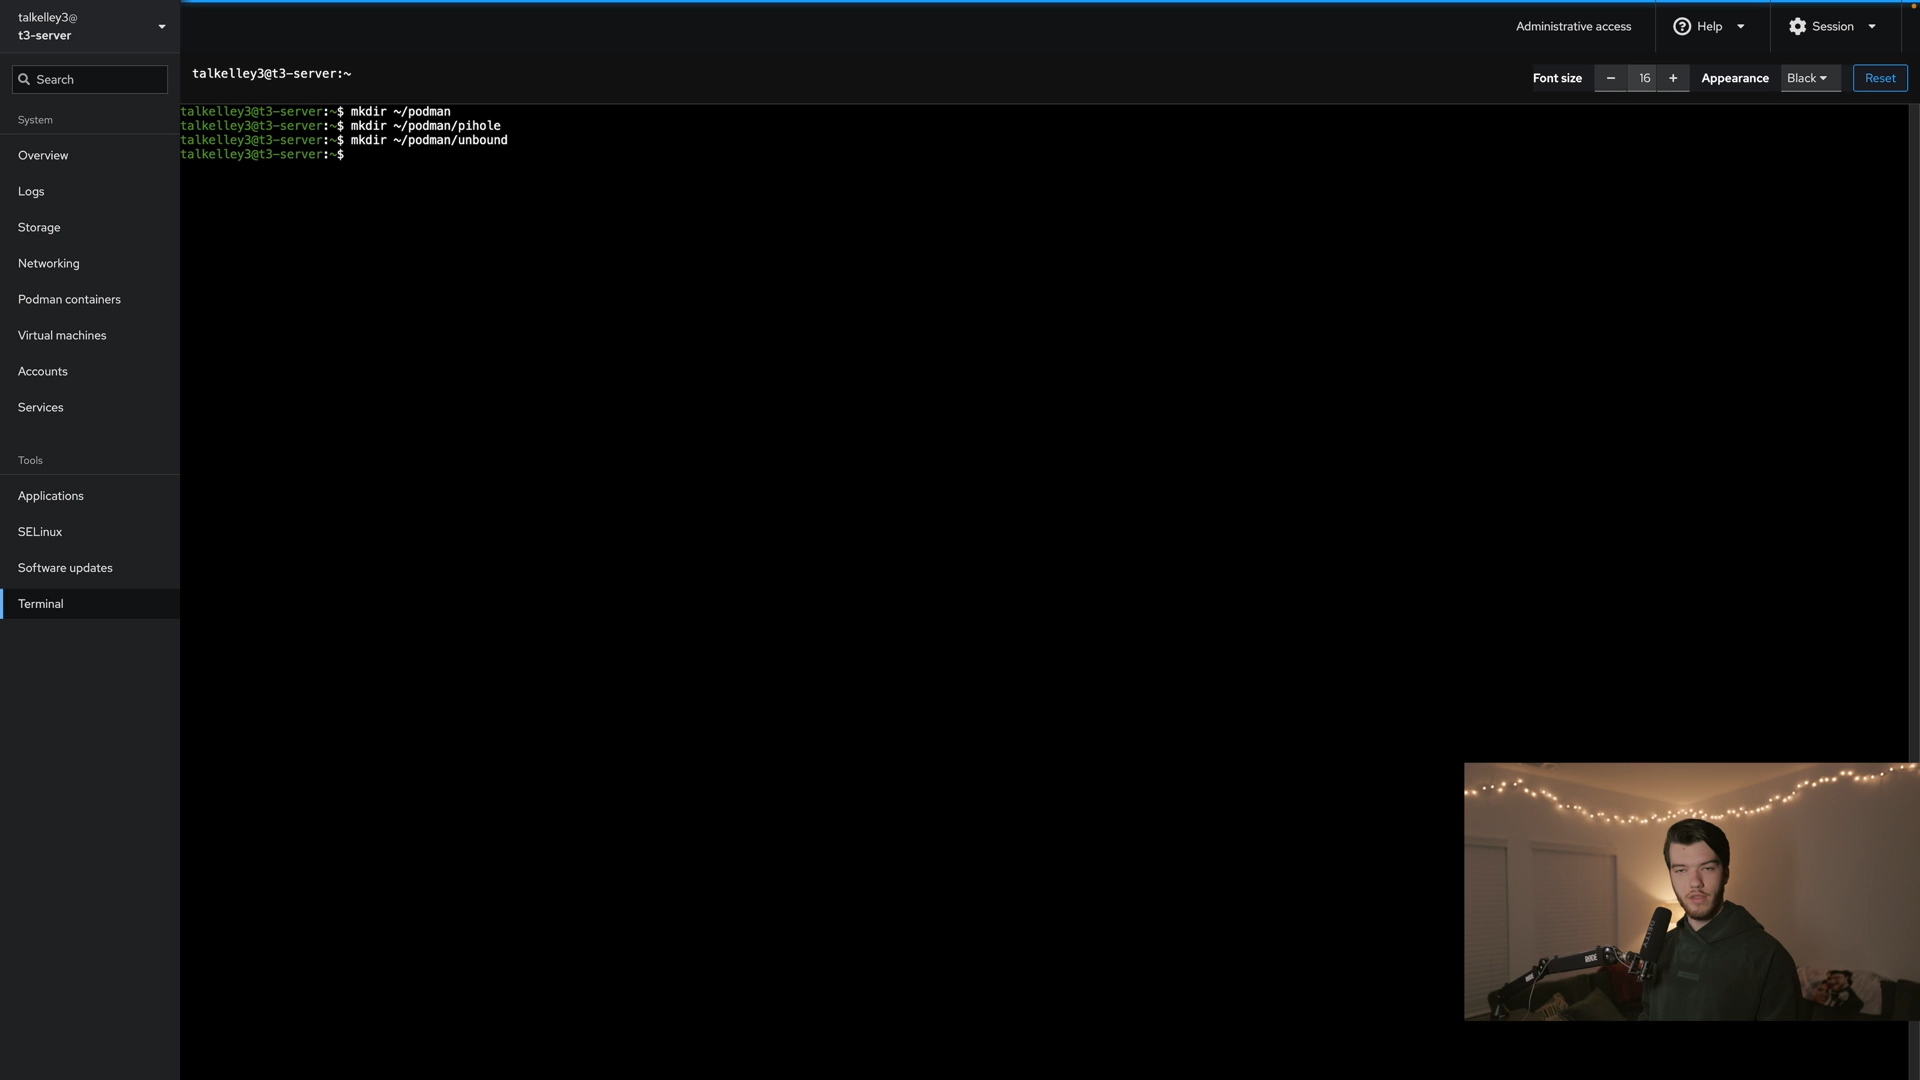 talkelley3@
t3-server
Administrative access
Help
Session
Search
talkelley3@t3-server:~
Font size
16
Appearance
Black
Reset
talkelley3@t3-server:~$ mkdir ~/podman
talkelley3@t3-server:~$ mkdir ~/podman/pihole
talkelley3@t3-server:~$ mkdir ~/podman/unbound
talkelley3@t3-server:~$
System
Overview
Logs
Storage
Networking
Podman containers
Virtual machines
Accounts
Services
Tools
Applications
SELinux
Software updates
Terminal
RØDE